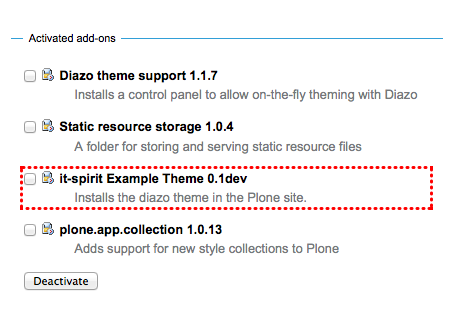 Activated add-ons
Diazo theme support 1.1.7
Installs a control panel to allow on-the-fly theming with Diazo
Static resource storage 1.0.4
A folder for storing and serving static resource files
it-spirit Example Theme 0.1dev
Installs the diazo theme in the Plone site.
plone.app.collection 1.0.13
Adds support for new style collections to Plone
Deactivate